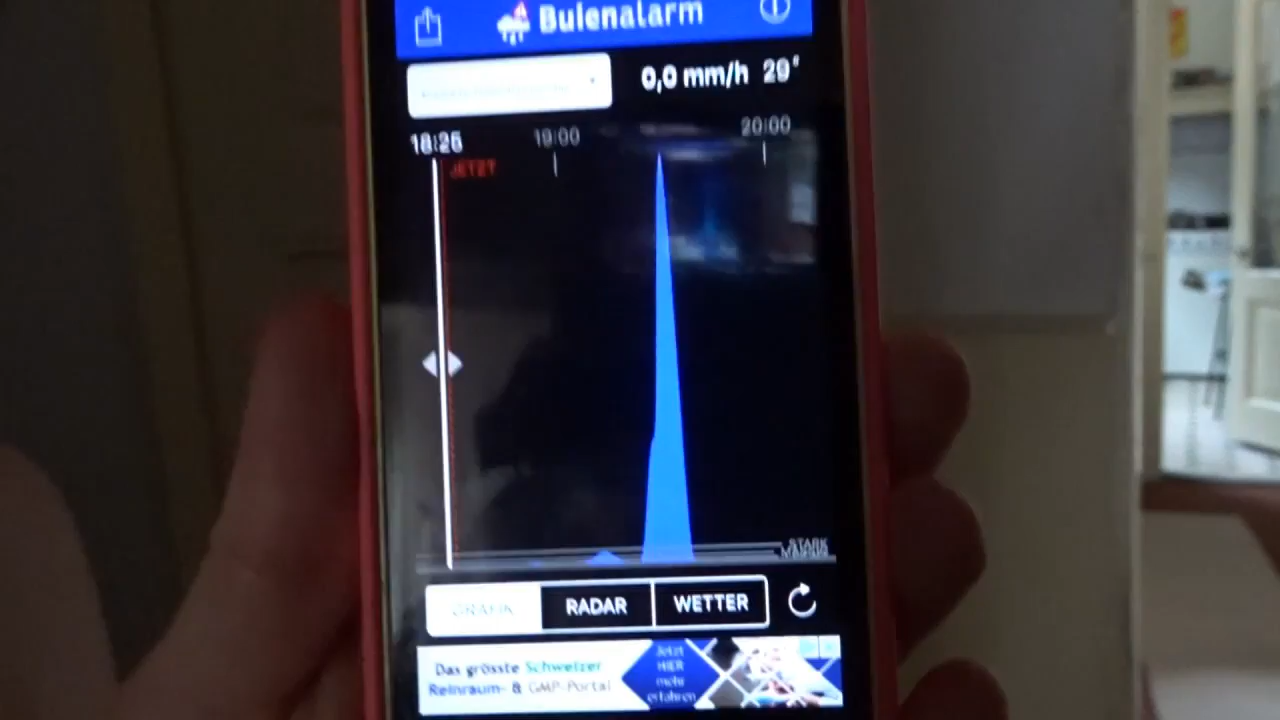 Buienalarm
0,0 mm/h 29°
18:25 19:00 20:00
JETZT
STARK
GRAFIK RADAR WETTER
Das grösste Schweizer
Reinraum- & GMP-Portal
Jetzt
HIER
mehr
erfahren